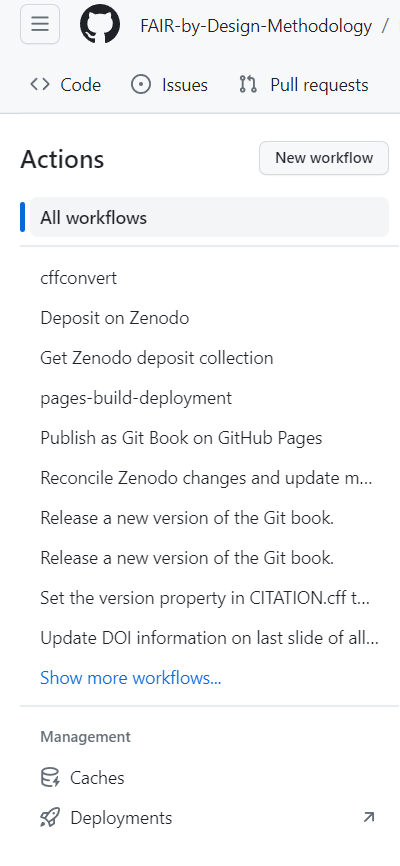 FAIR-by-Design-Methodology /
Code Issues Pull requests
Actions New workflow
All workflows
cffconvert
Deposit on Zenodo
Get Zenodo deposit collection
pages-build-deployment
Publish as Git Book on GitHub Pages
Reconcile Zenodo changes and update m...
Release a new version of the Git book.
Release a new version of the Git book.
Set the version property in CITATION.cff t...
Update DOI information on last slide of all...
Show more workflows...
Management
Caches
Deployments